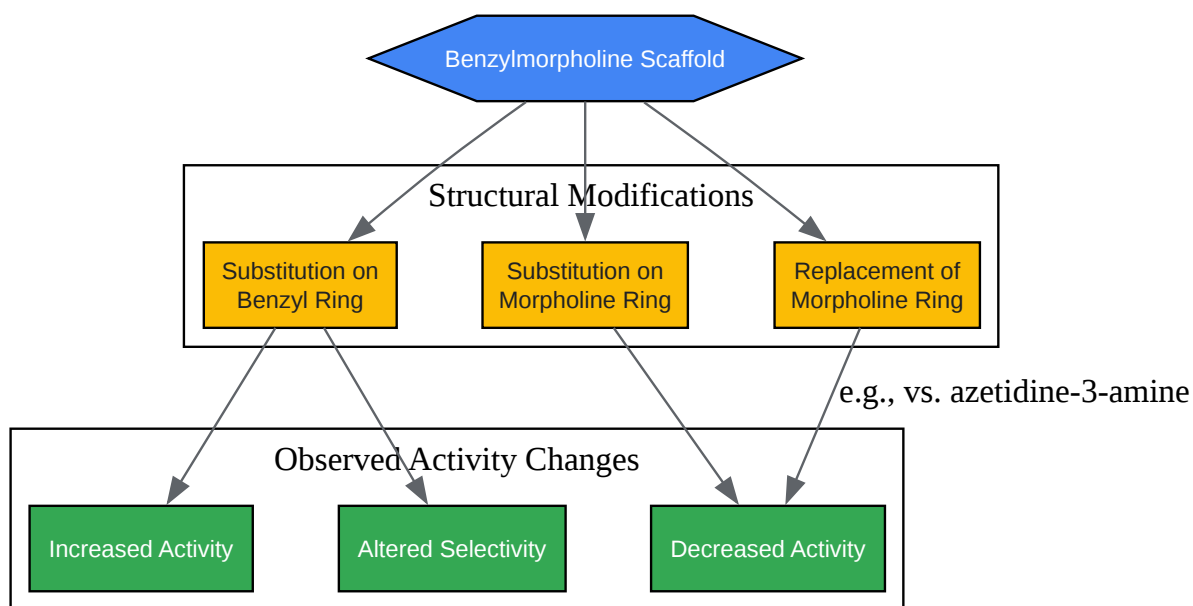 Benzylmorpholine Scaffold
Structural Modifications
Substitution on
Benzyl Ring
Substitution on
Morpholine Ring
Replacement of
Morpholine Ring
e.g., vs. azetidine-3-amine
Observed Activity Changes
Increased Activity
Altered Selectivity
Decreased Activity